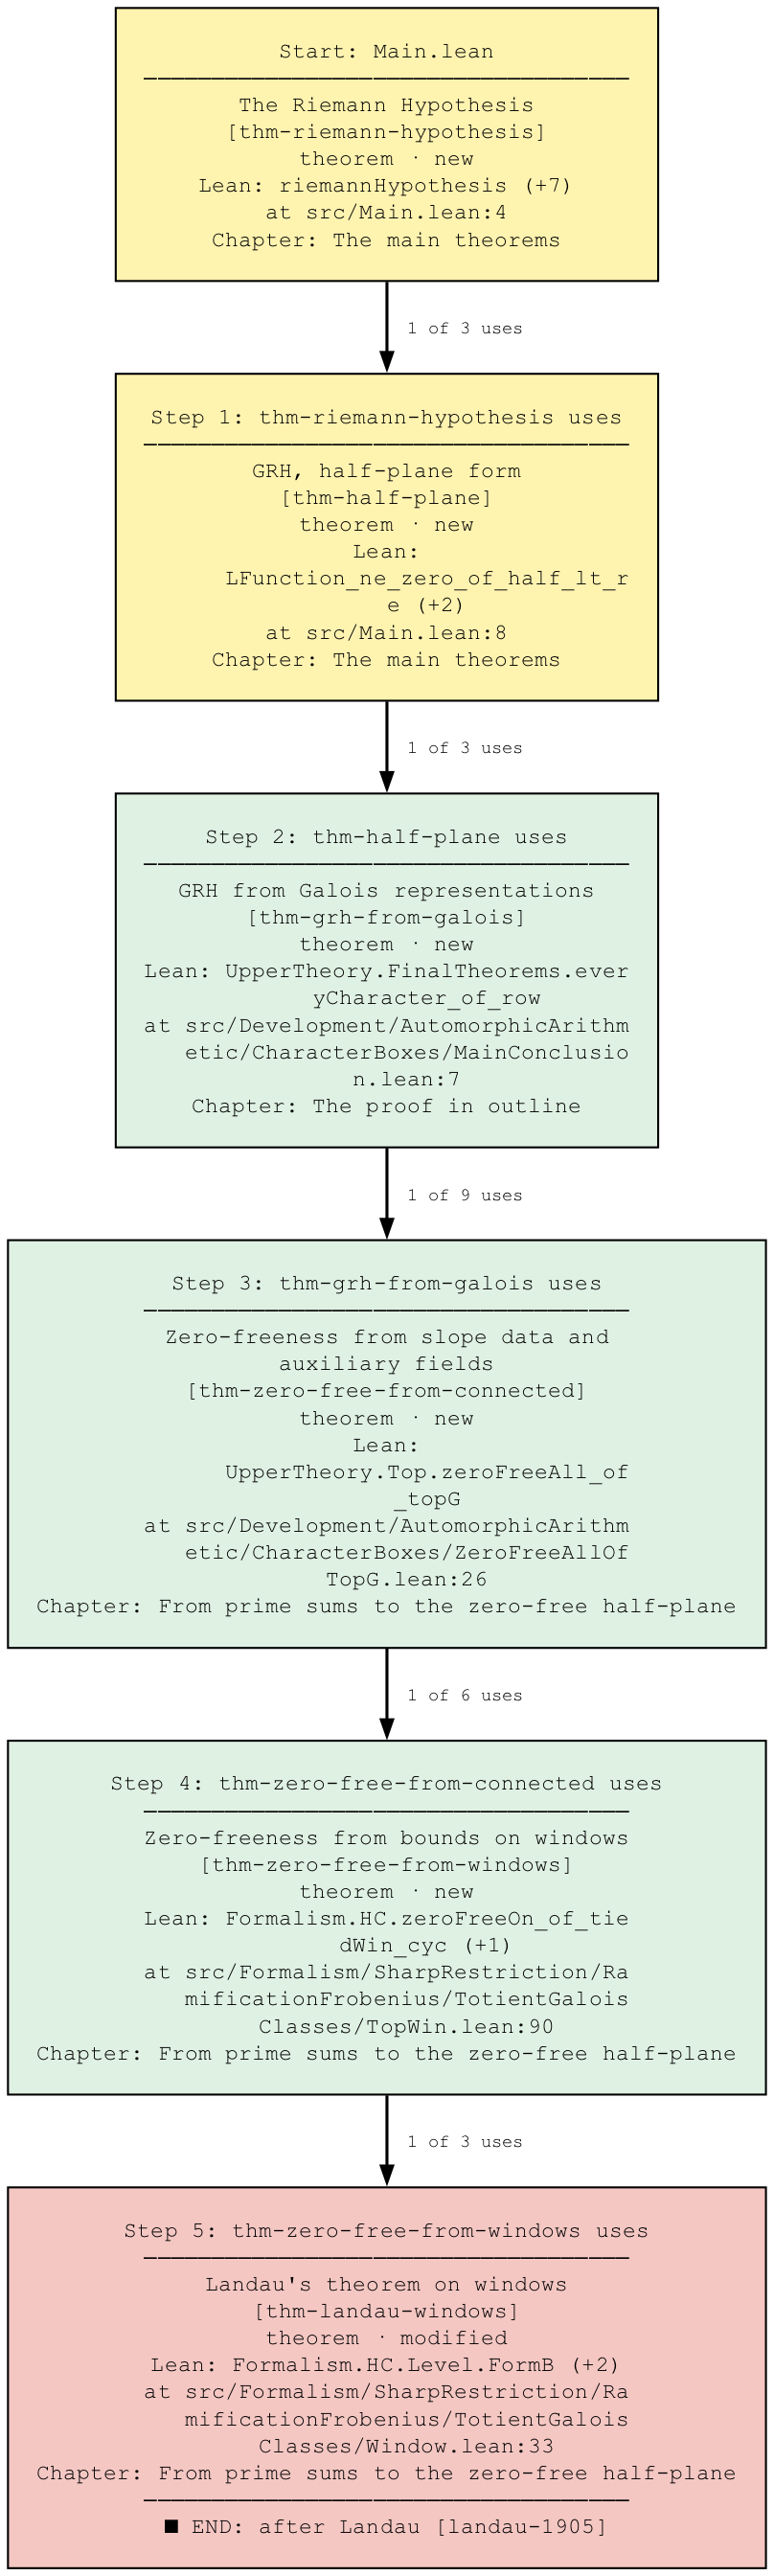 Start: Main.lean
The Riemann Hypothesis
[thm-riemann-hypothesis]
theorem · new
Lean: riemannHypothesis (+7)
at src/Main.lean:4
Chapter: The main theorems
1 of 3 uses
Step 1: thm-riemann-hypothesis uses
GRH, half-plane form
[thm-half-plane]
theorem · new
Lean:
LFunction_ne_zero_of_half_lt_r
e (+2)
at src/Main.lean:8
Chapter: The main theorems
1 of 3 uses
Step 2: thm-half-plane uses
GRH from Galois representations
[thm-grh-from-galois]
theorem · new
Lean: UpperTheory.FinalTheorems.ever
yCharacter_of_row
at src/Development/AutomorphicArithm
etic/CharacterBoxes/MainConclusio
n.lean:7
Chapter: The proof in outline
1 of 9 uses
Step 3: thm-grh-from-galois uses
Zero-freeness from slope data and
auxiliary fields
[thm-zero-free-from-connected]
theorem · new
Lean:
UpperTheory.Top.zeroFreeAll_of
_topG
at src/Development/AutomorphicArithm
etic/CharacterBoxes/ZeroFreeAllOf
TopG.lean:26
Chapter: From prime sums to the zero-free half-plane
1 of 6 uses
Step 4: thm-zero-free-from-connected uses
Zero-freeness from bounds on windows
[thm-zero-free-from-windows]
theorem · new
Lean: Formalism.HC.zeroFreeOn_of_tie
dWin_cyc (+1)
at src/Formalism/SharpRestriction/Ra
mificationFrobenius/TotientGalois
Classes/TopWin.lean:90
Chapter: From prime sums to the zero-free half-plane
1 of 3 uses
Step 5: thm-zero-free-from-windows uses
Landau's theorem on windows
[thm-landau-windows]
theorem · modified
Lean: Formalism.HC.Level.FormB (+2)
at src/Formalism/SharpRestriction/Ra
mificationFrobenius/TotientGalois
Classes/Window.lean:33
Chapter: From prime sums to the zero-free half-plane
■ END: after Landau [landau-1905]